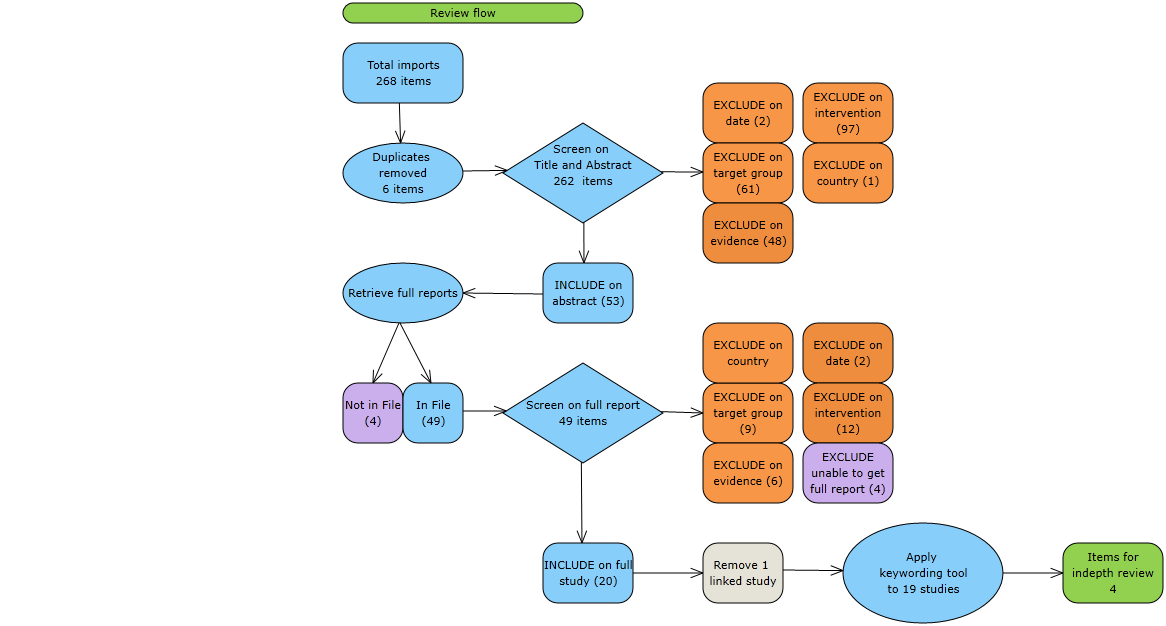 Review flow
Total imports
268 items
Duplicates
removed
6 items
Screen on
Title and Abstract
262 items
EXCLUDE on
date (2)
EXCLUDE on
intervention
(97)
EXCLUDE on
target group
(61)
EXCLUDE on
country (1)
EXCLUDE on
evidence (48)
INCLUDE on
abstract (53)
Retrieve full reports
Not in File
(4)
In File
(49)
Screen on full report
49 items
EXCLUDE on
country
EXCLUDE on
date (2)
EXCLUDE on
target group
(9)
EXCLUDE on
intervention
(12)
EXCLUDE on
evidence (6)
EXCLUDE
unable to get
full report (4)
INCLUDE on full
study (20)
Remove 1
linked study
Apply
keywording tool
to 19 studies
Items for
indepth review
4